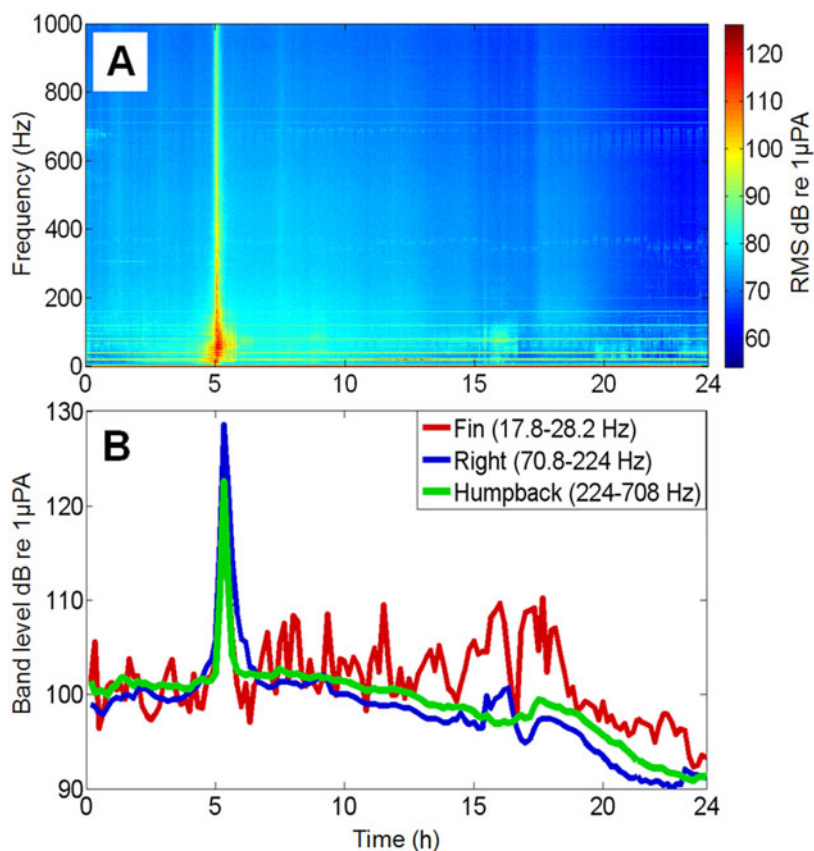 A
1000
800
600
400
200
0
Frequency (Hz)
0 5 10 15 20 24
120
110
100
90
80
70
60
RMS dB re 1µPA
B
130
120
110
100
90
Band level dB re 1µPA
Fin (17.8-28.2 Hz)
Right (70.8-224 Hz)
Humpback (224-708 Hz)
0 5 10 15 20 24
Time (h)